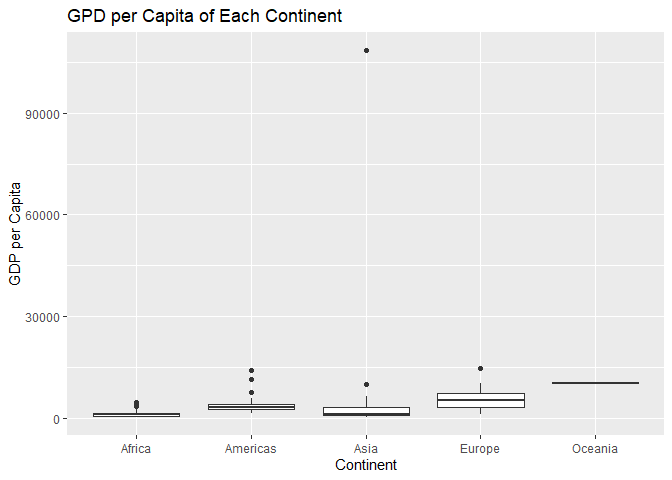 GPD per Capita of Each Continent
GDP per Capita
90000
60000
30000
0
Africa
Americas
Asia
Europe
Oceania
Continent